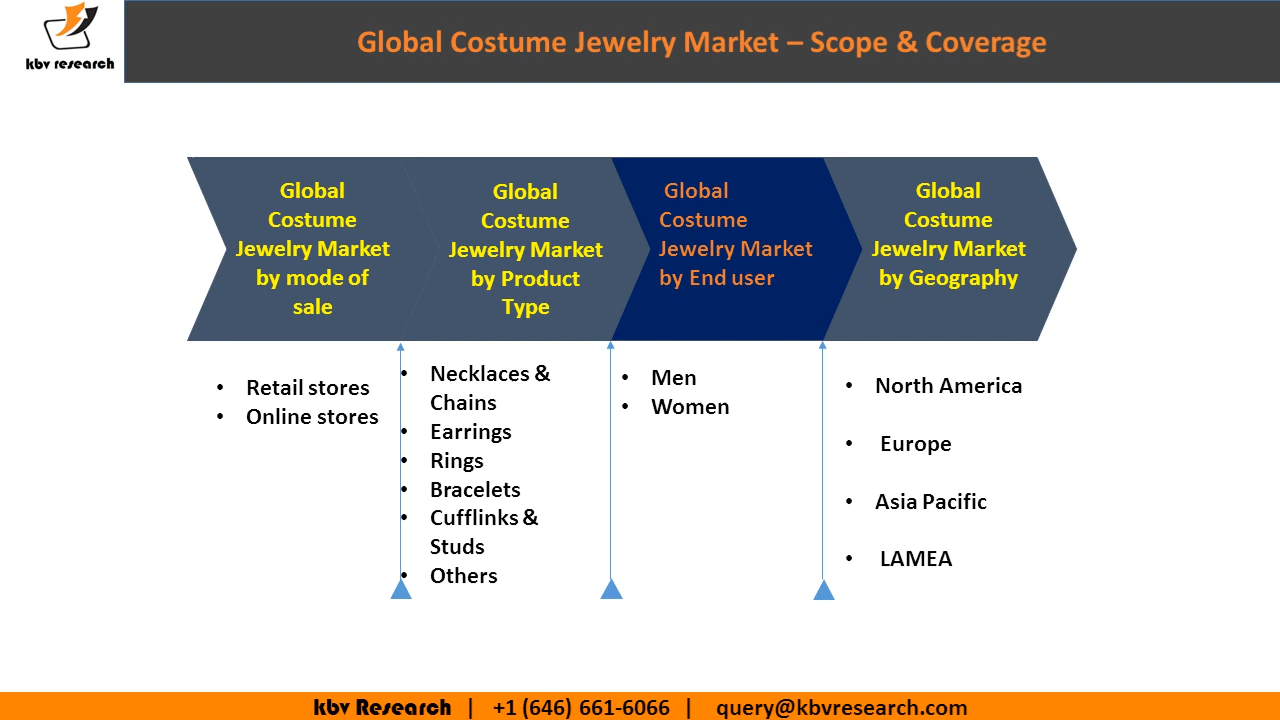 kbv research
Global Costume Jewelry Market – Scope & Coverage
Global
Costume
Jewelry Market
by mode of
sale
Global
Costume
Jewelry Market
by Product
Type
Global
Costume
Jewelry Market
by End user
Global
Costume
Jewelry Market
by Geography
• Retail stores
• Online stores
• Necklaces &
Chains
• Earrings
• Rings
• Bracelets
• Cufflinks &
Studs
• Others
• Men
• Women
• North America
• Europe
• Asia Pacific
• LAMEA
kbv Research | +1 (646) 661-6066 | query@kbvresearch.com